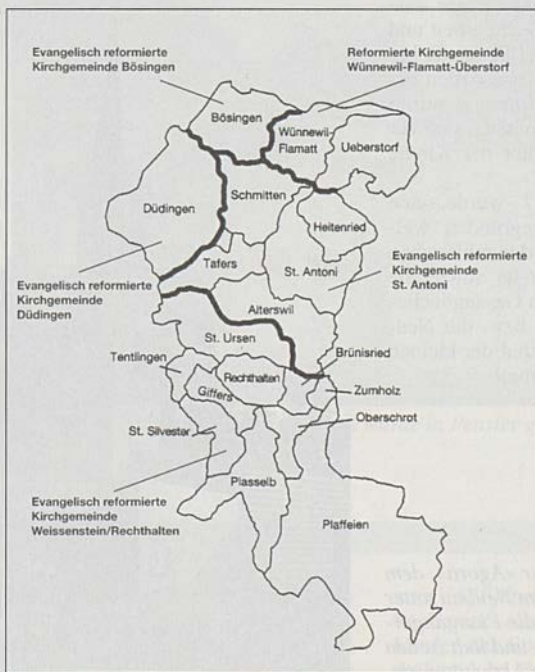 Evangelisch reformierte
Kirchgemeinde Bösingen
Reformierte Kirchgemeinde
Wünnewil-Flamatt-Überstorf
Bösingen
Wünnewil-
Flamatt
Ueberstorf
Düdingen
Schmitten
Heitenried
Tafers
St. Antoni
Evangelisch reformierte
Kirchgemeinde
St. Antoni
Evangelisch reformierte
Kirchgemeinde
Düdingen
Alterswil
St. Ursen
Brünisried
Tentlingen
Rechthalten
Zumholz
Giffers
Oberschrot
St. Silvester
Plasselb
Evangelisch reformierte
Kirchgemeinde
Weissenstein/Rechthalten
Plaffeien